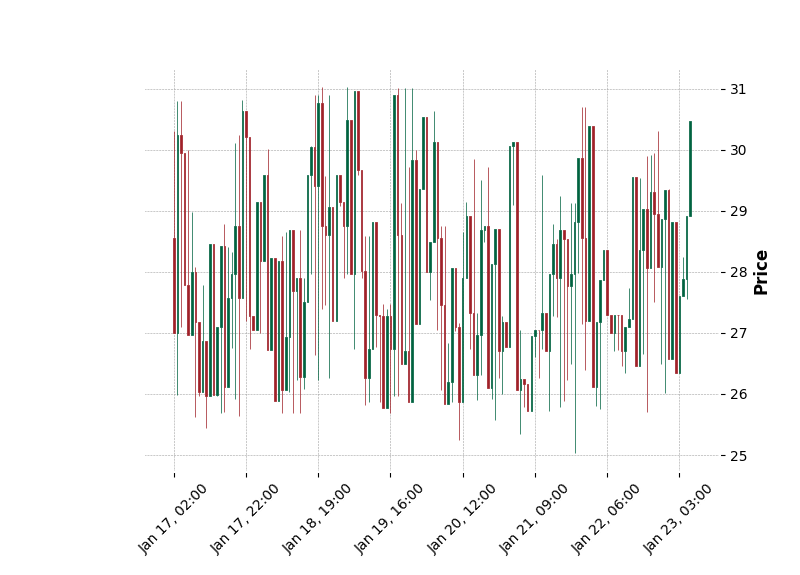 31
30
29
28
27
26
25
Price
Jan 17, 02:00
Jan 17, 22:00
Jan 18, 19:00
Jan 19, 16:00
Jan 20, 12:00
Jan 21, 09:00
Jan 22, 06:00
Jan 23, 03:00